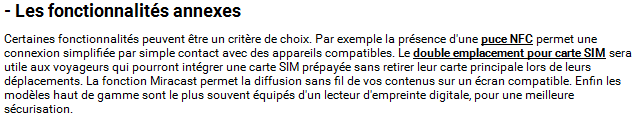 - Les fonctionnalités annexes
Certaines fonctionnalités peuvent être un critère de choix. Par exemple la présence d'une puce NFC permet une
connexion simplifiée par simple contact avec des appareils compatibles. Le double emplacement pour carte SIM sera
utile aux voyageurs qui pourront intégrer une carte SIM prépayée sans retirer leur carte principale lors de leurs
déplacements. La fonction Miracast permet la diffusion sans fil de vos contenus sur un écran compatible. Enfin les
modèles haut de gamme sont le plus souvent équipés d'un lecteur d'empreinte digitale, pour une meilleure
sécurisation.